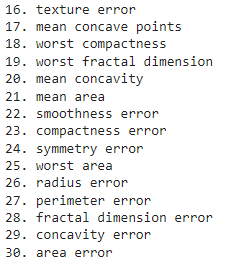 16. texture error
17. mean concave points
18. worst compactness
19. worst fractal dimension
20. mean concavity
21. mean area
22. smoothness error
23. compactness error
24. symmetry error
25. worst area
26. radius error
27. perimeter error
28. fractal dimension error
29. concavity error
30. area error